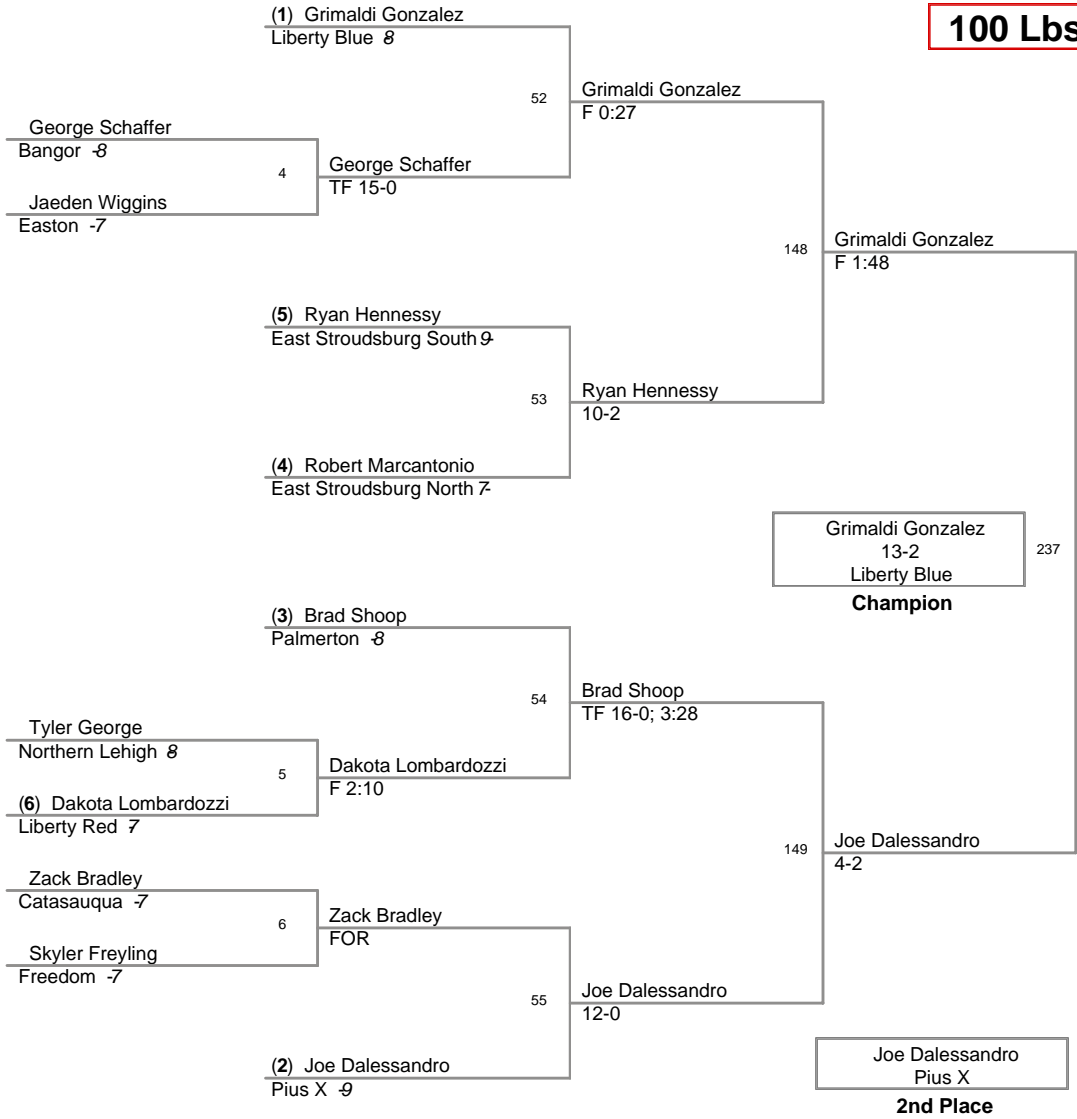 (1) Grimaldi Gonzalez
Liberty Blue 8
100 Lbs
52
Grimaldi Gonzalez
F 0:27
George Schaffer
Bangor -8
4
George Schaffer
TF 15-0
Jaeden Wiggins
Easton -7
148
Grimaldi Gonzalez
F 1:48
(5) Ryan Hennessy
East Stroudsburg South 9-
53
Ryan Hennessy
10-2
(4) Robert Marcantonio
East Stroudsburg North 7-
Grimaldi Gonzalez
13-2
Liberty Blue
237
Champion
(3) Brad Shoop
Palmerton -8
54
Brad Shoop
TF 16-0; 3:28
Tyler George
Northern Lehigh 8
5
Dakota Lombardozzi
F 2:10
(6) Dakota Lombardozzi
Liberty Red 7
149
Joe Dalessandro
4-2
Zack Bradley
Catasauqua -7
6
Zack Bradley
FOR
Skyler Freyling
Freedom -7
55
Joe Dalessandro
12-0
(2) Joe Dalessandro
Pius X -9
Joe Dalessandro
Pius X
2nd Place